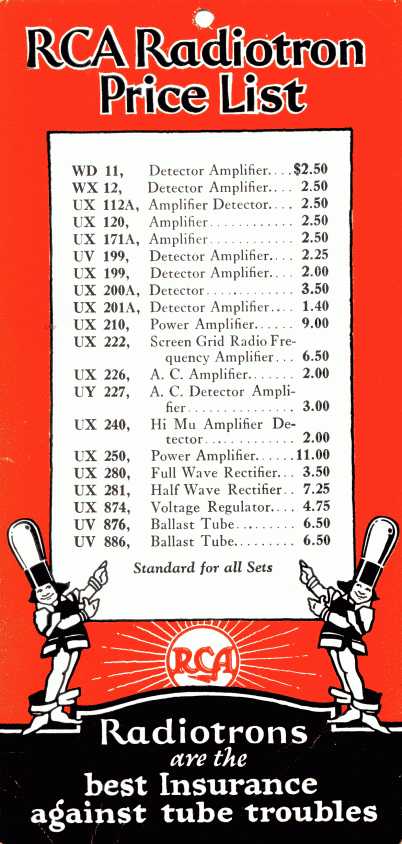 RCA Radiotron
Price List
WD 11, Detector Amplifier.... $2.50
WX 12, Detector Amplifier.... 2.50
UX 112A, Amplifier Detector.... 2.50
UX 120, Amplifier............ 2.50
UX 171A, Amplifier............ 2.50
UV 199, Detector Amplifier.... 2.25
UX 199, Detector Amplifier.... 2.00
UX 200A, Detector............. 3.50
UX 201A, Detector Amplifier.... 1.40
UX 210, Power Amplifier...... 9.00
UX 222, Screen Grid Radio Fre-
quency Amplifier... 6.50
UX 226, A. C. Amplifier....... 2.00
UY 227, A. C. Detector Ampli-
fier............... 3.00
UX 240, Hi Mu Amplifier De-
tector............. 2.00
UX 250, Power Amplifier...... 11.00
UX 280, Full Wave Rectifier... 3.50
UX 281, Half Wave Rectifier.. 7.25
UX 874, Voltage Regulator.... 4.75
UV 876, Ballast Tube......... 6.50
UV 886, Ballast Tube......... 6.50
Standard for all Sets
RCA
Radiotrons
are the
best Insurance
against tube troubles